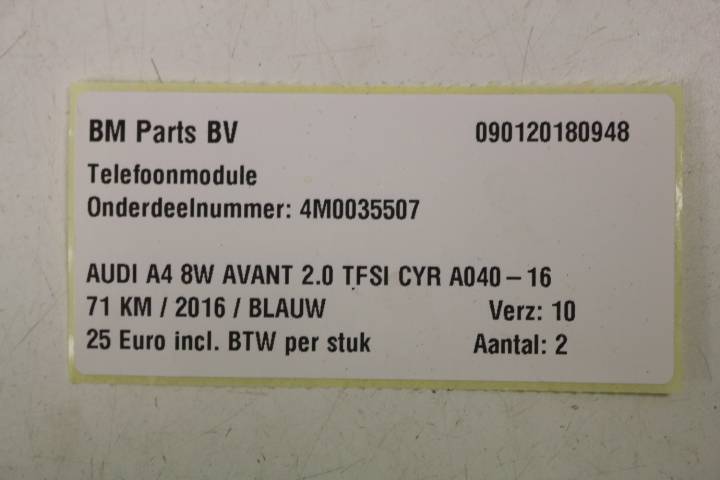 BM Parts BV 090120180948
Telefoonmodule
Onderdeelnummer: 4M0035507
AUDI A4 8W AVANT 2.0 TFSI CYR A040-16
71 KM / 2016 / BLAUW Verz: 10
25 Euro incl. BTW per stuk Aantal: 2